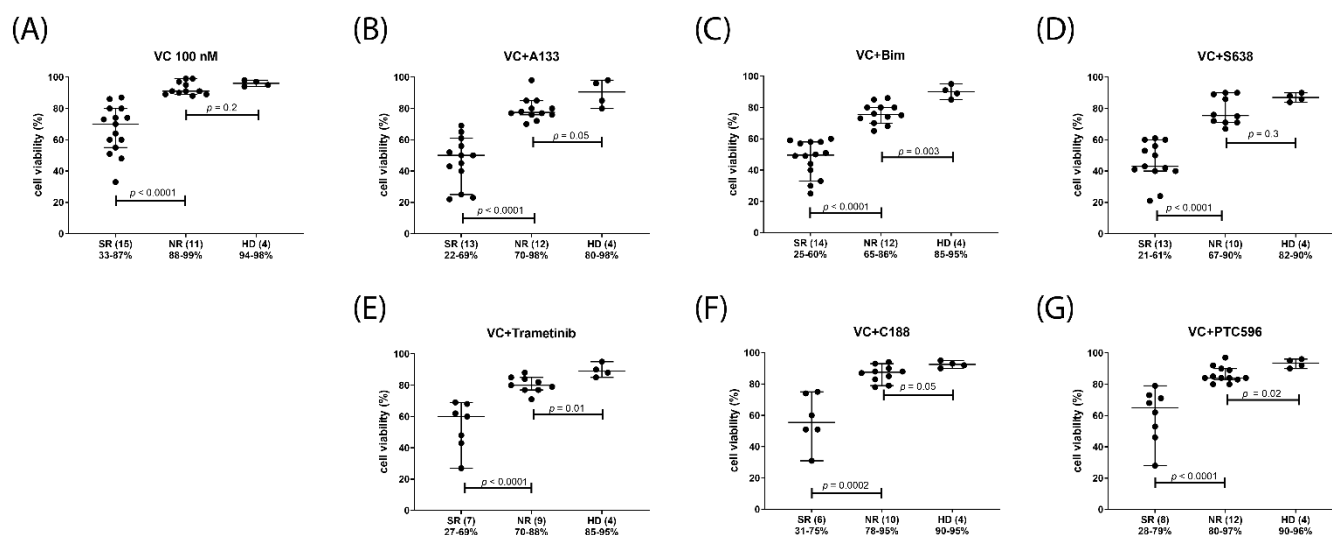 (A)
VC 100 nM
cell viability (%)
100
80
60
40
20
0
p = 0.2
p < 0.0001
SR (15) NR (11) HD (4)
33-87% 88-99% 94-98%
(B)
VC+A133
cell viability (%)
100
80
60
40
20
0
p = 0.05
p < 0.0001
SR (13) NR (12) HD (4)
22-69% 70-98% 80-98%
(C)
VC+Bim
cell viability (%)
100
80
60
40
20
0
p = 0.003
p < 0.0001
SR (14) NR (12) HD (4)
25-60% 65-86% 85-95%
(D)
VC+S638
cell viability (%)
100
80
60
40
20
0
p = 0.3
p < 0.0001
SR (13) NR (10) HD (4)
21-61% 67-90% 82-90%
(E)
VC+Trametinib
cell viability (%)
100
80
60
40
20
0
p = 0.01
p < 0.0001
SR (7) NR (9) HD (4)
27-69% 70-88% 85-95%
(F)
VC+C188
cell viability (%)
100
80
60
40
20
0
p = 0.05
p = 0.0002
SR (6) NR (10) HD (4)
31-75% 78-95% 90-95%
(G)
VC+PTC596
cell viability (%)
100
80
60
40
20
0
p = 0.02
p < 0.0001
SR (8) NR (12) HD (4)
28-79% 80-97% 90-96%